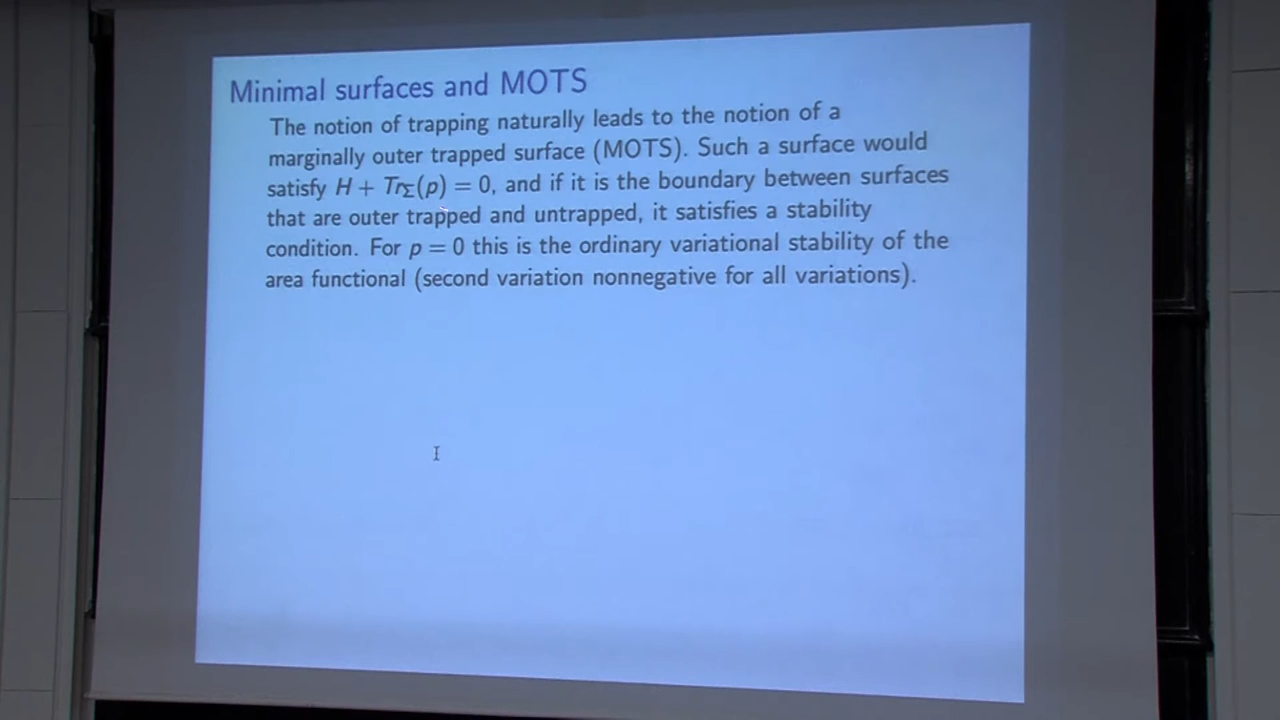 Minimal surfaces and MOTS
The notion of trapping naturally leads to the notion of a
marginally outer trapped surface (MOTS). Such a surface would
satisfy H + Tr_Σ(p) = 0, and if it is the boundary between surfaces
that are outer trapped and untrapped, it satisfies a stability
condition. For p = 0 this is the ordinary variational stability of the
area functional (second variation nonnegative for all variations).